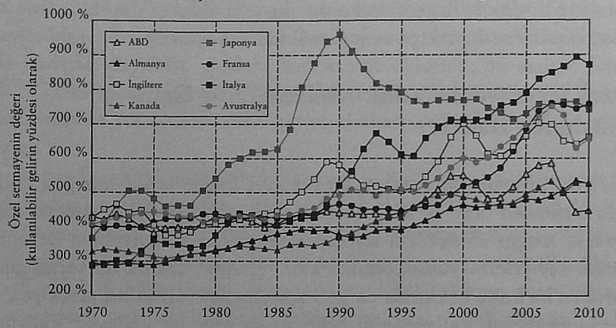 1000 %
900 %
800 %
700 %
600 %
500 %
400 %
300 %
200 %
Özel sermayenin değeri
(kullanılabilir gelirin yüzdesi olarak)
ABD
Almanya
İngiltere
Kanada
Japonya
Fransa
İtalya
Avustralya
1970
1975
1980
1985
1990
1995
2000
2005
2010